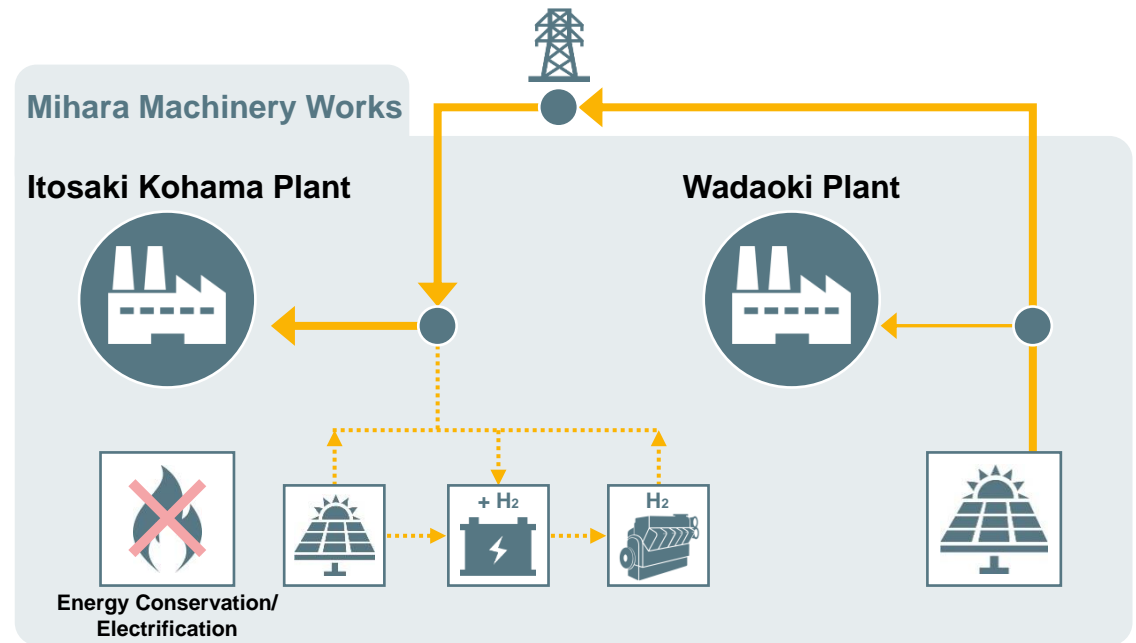 Mihara Machinery Works
Itosaki Kohama Plant
Wadaoki Plant
+ H₂
H₂
Energy Conservation/
Electrification